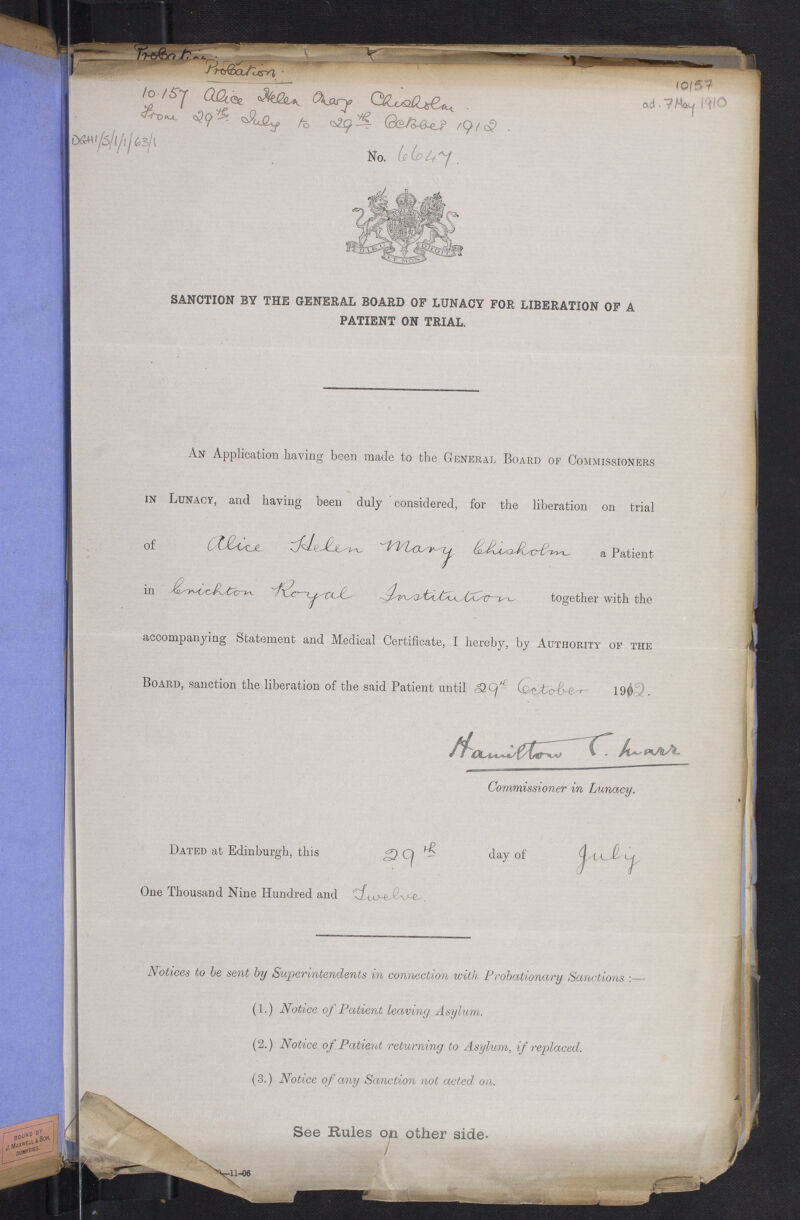 Probation
Probation.
10157 Alice Helen Mary Chisholm.
From 29th July to 29th October 1912.
10157
ad. 7 May 1910
DGH1/5/1/1/63/1
No. 6647.
DIEU ET MON DROIT
SANCTION BY THE GENERAL BOARD OF LUNACY FOR LIBERATION OF A
PATIENT ON TRIAL.
AN Application having been made to the GENERAL BOARD OF COMMISSIONERS
IN LUNACY, and having been duly considered, for the liberation on trial
of Alice Helen Mary Chisholm a Patient
in Crichton Royal Institution together with the
accompanying Statement and Medical Certificate, I hereby, by AUTHORITY OF THE
BOARD, sanction the liberation of the said Patient until 29th October 1912.
Hamilton C. Marr
Commissioner in Lunacy.
DATED at Edinburgh, this 29th day of July
One Thousand Nine Hundred and Twelve.
Notices to be sent by Superintendents in connection with Probationary Sanctions :—
(1.) Notice of Patient leaving Asylum.
(2.) Notice of Patient returning to Asylum, if replaced.
(3.) Notice of any Sanction not acted on.
See Rules on other side.
—11-06
BOUND BY
J. MAXWELL & SON,
DUMFRIES.